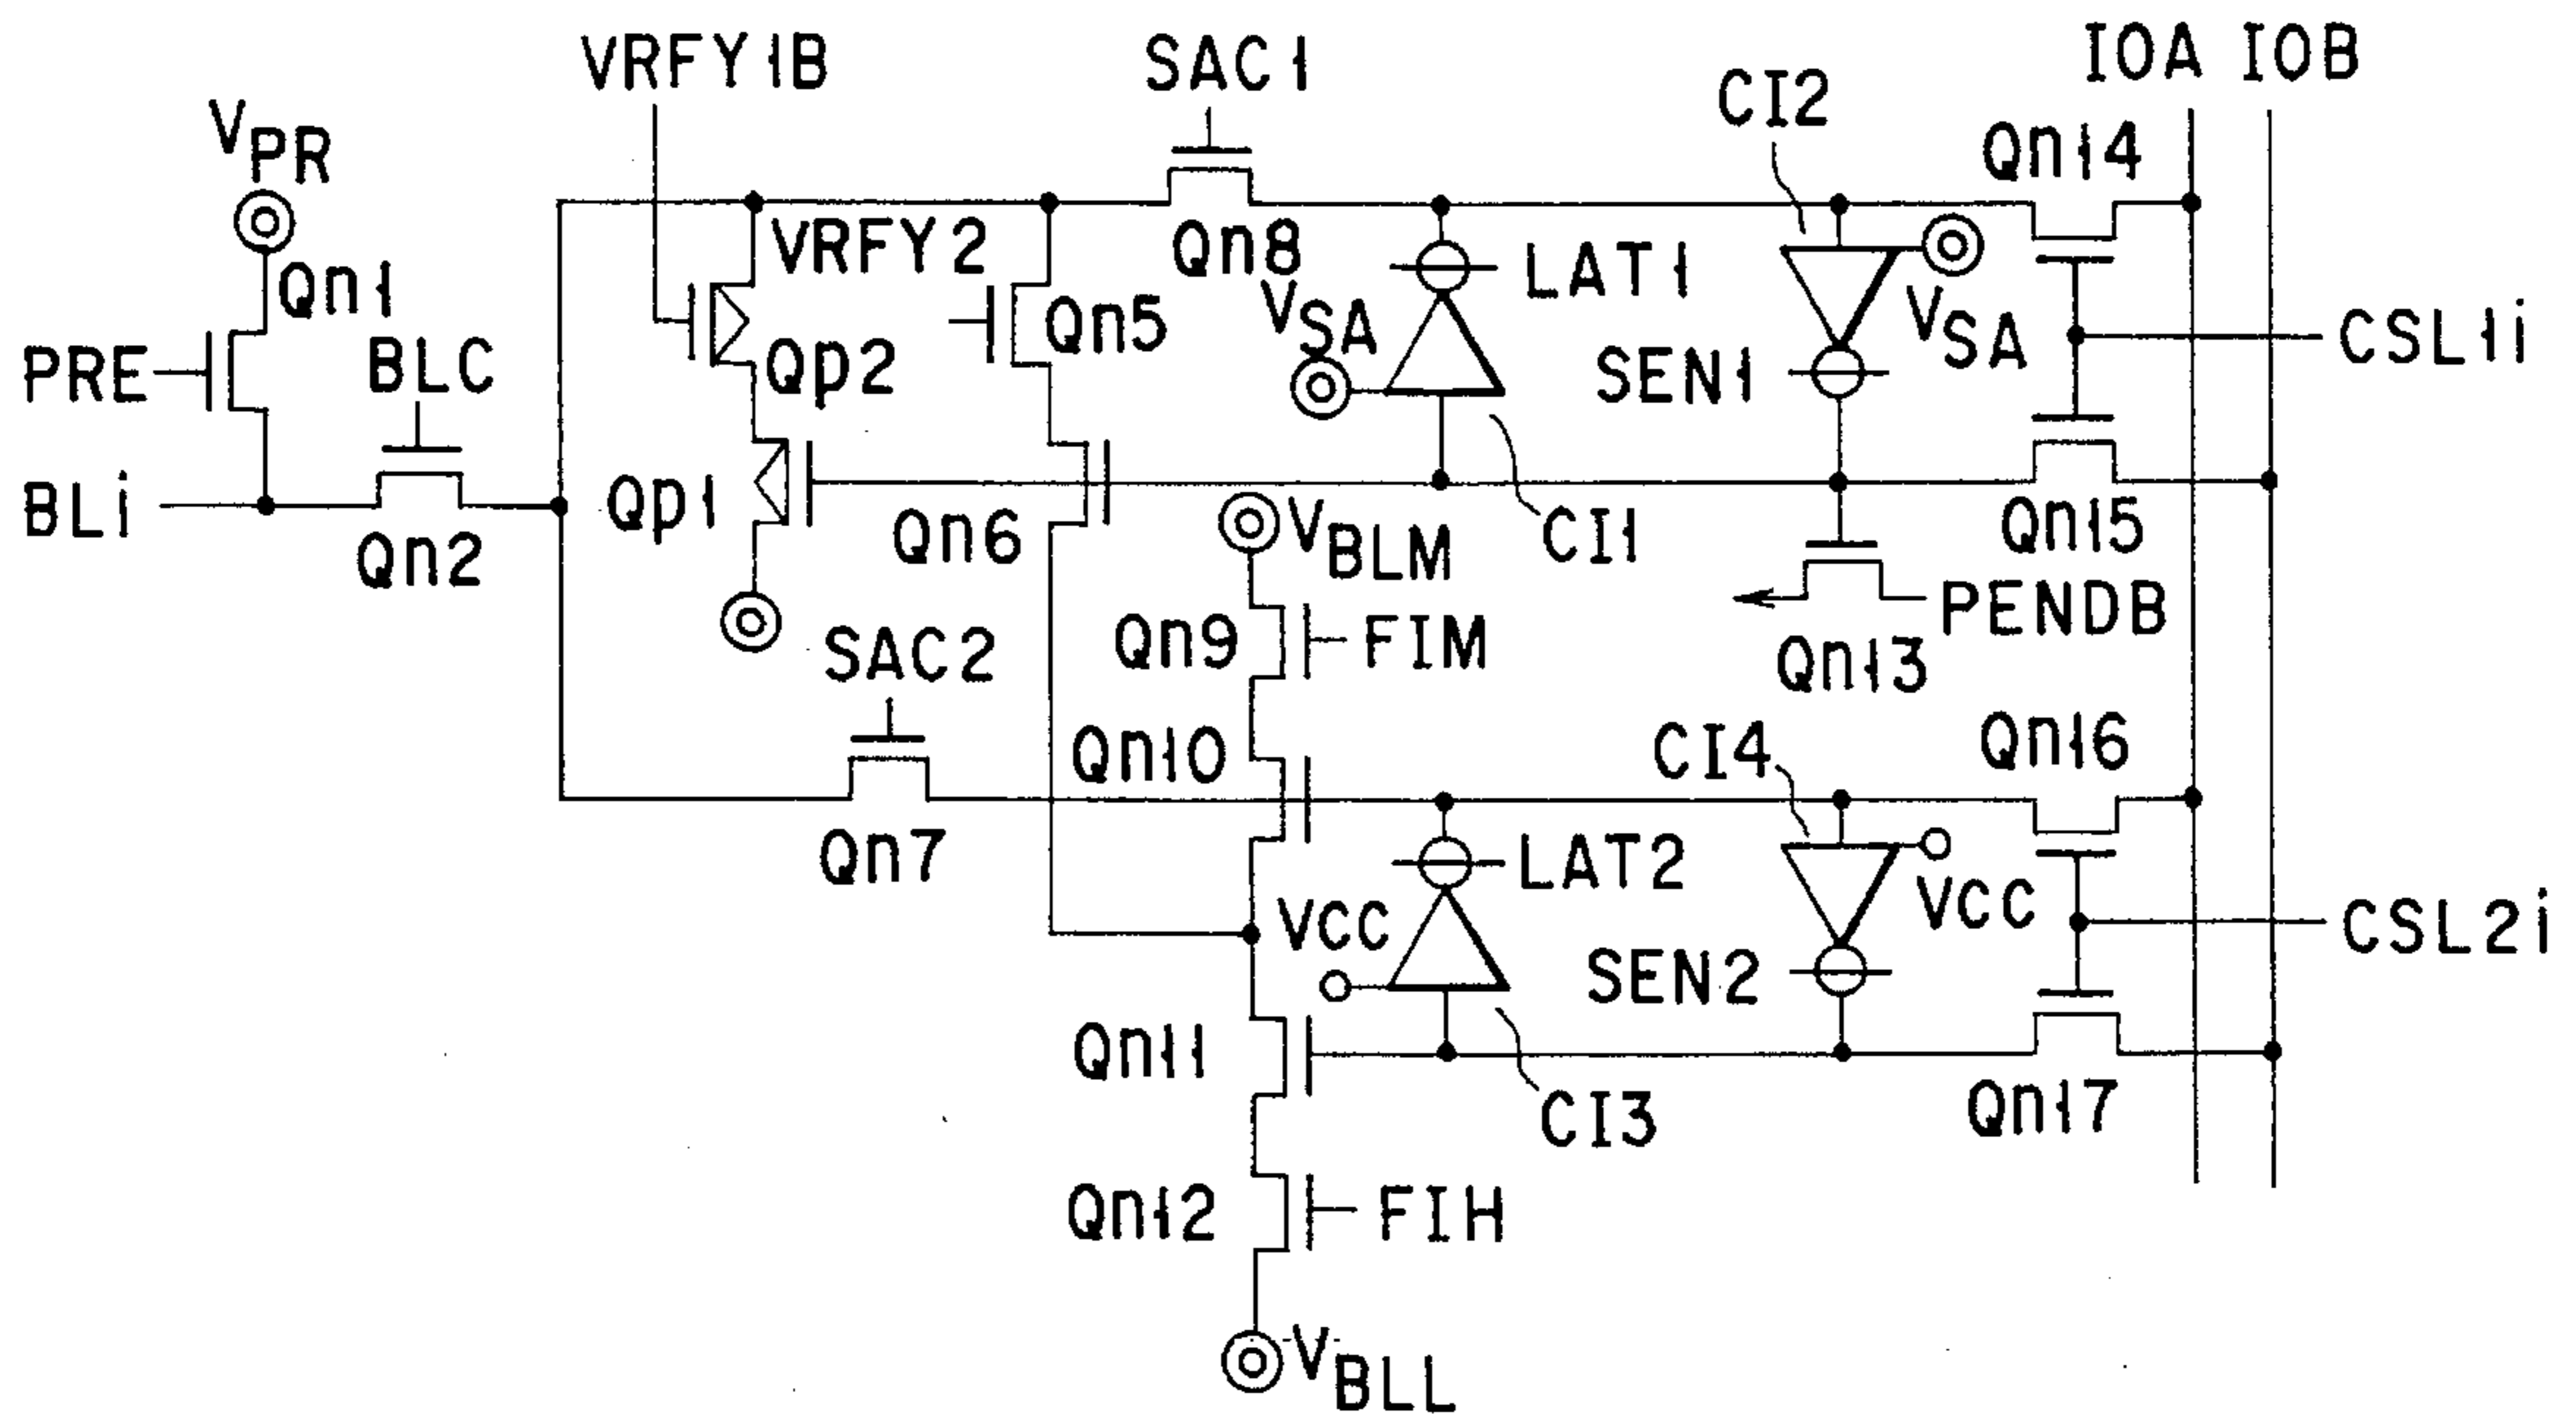 IOA IOB
VRFY1B
SAC1
CI2
VPR
Qn14
VRFY2
Qn8
LAT1
VSA
VSA
Qn1
Qn5
CSL1i
PRE
BLC
Qp2
SEN1
BLi
Qp1
Qn6
VBLM
CI1
Qn15
Qn2
PENDB
Qn9
FIM
SAC2
Qn13
Qn10
CI4
Qn16
Qn7
LAT2
VCC
VCC
CSL2i
SEN2
Qn11
CI3
Qn17
Qn12
FIH
VBLL